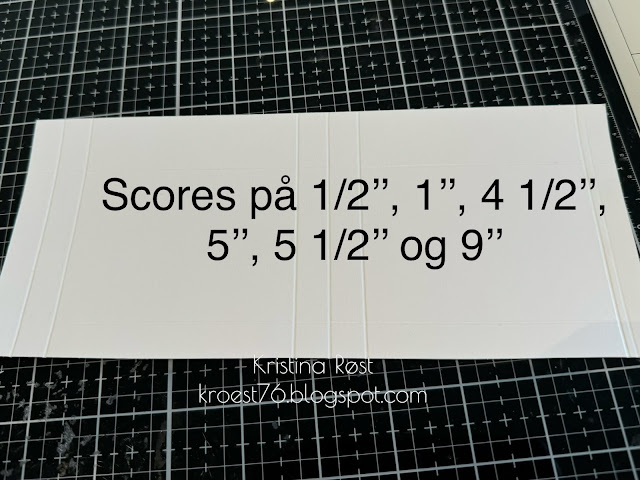 Scores på 1/2”, 1”, 4 1/2”,
5”, 5 1/2” og 9”
Kristina Røst
kroest76.blogspot.com